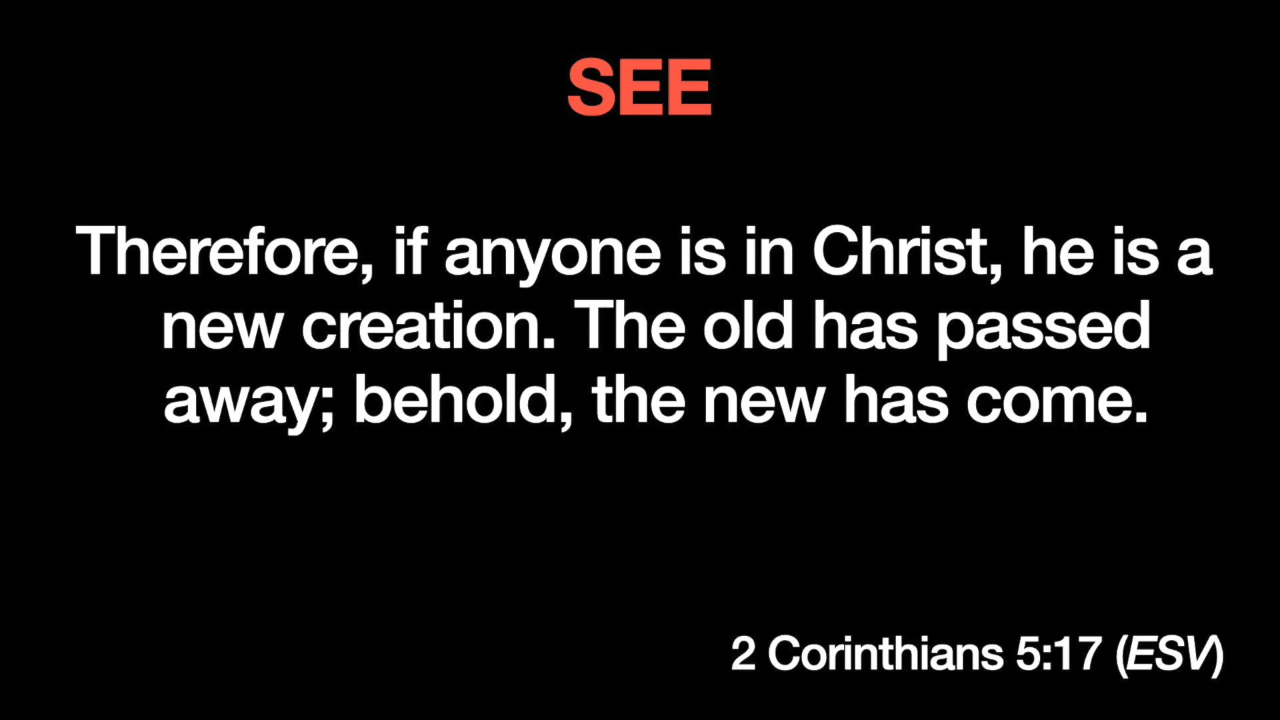 SEE
Therefore, if anyone is in Christ, he is a
new creation. The old has passed
away; behold, the new has come.
2 Corinthians 5:17 (ESV)